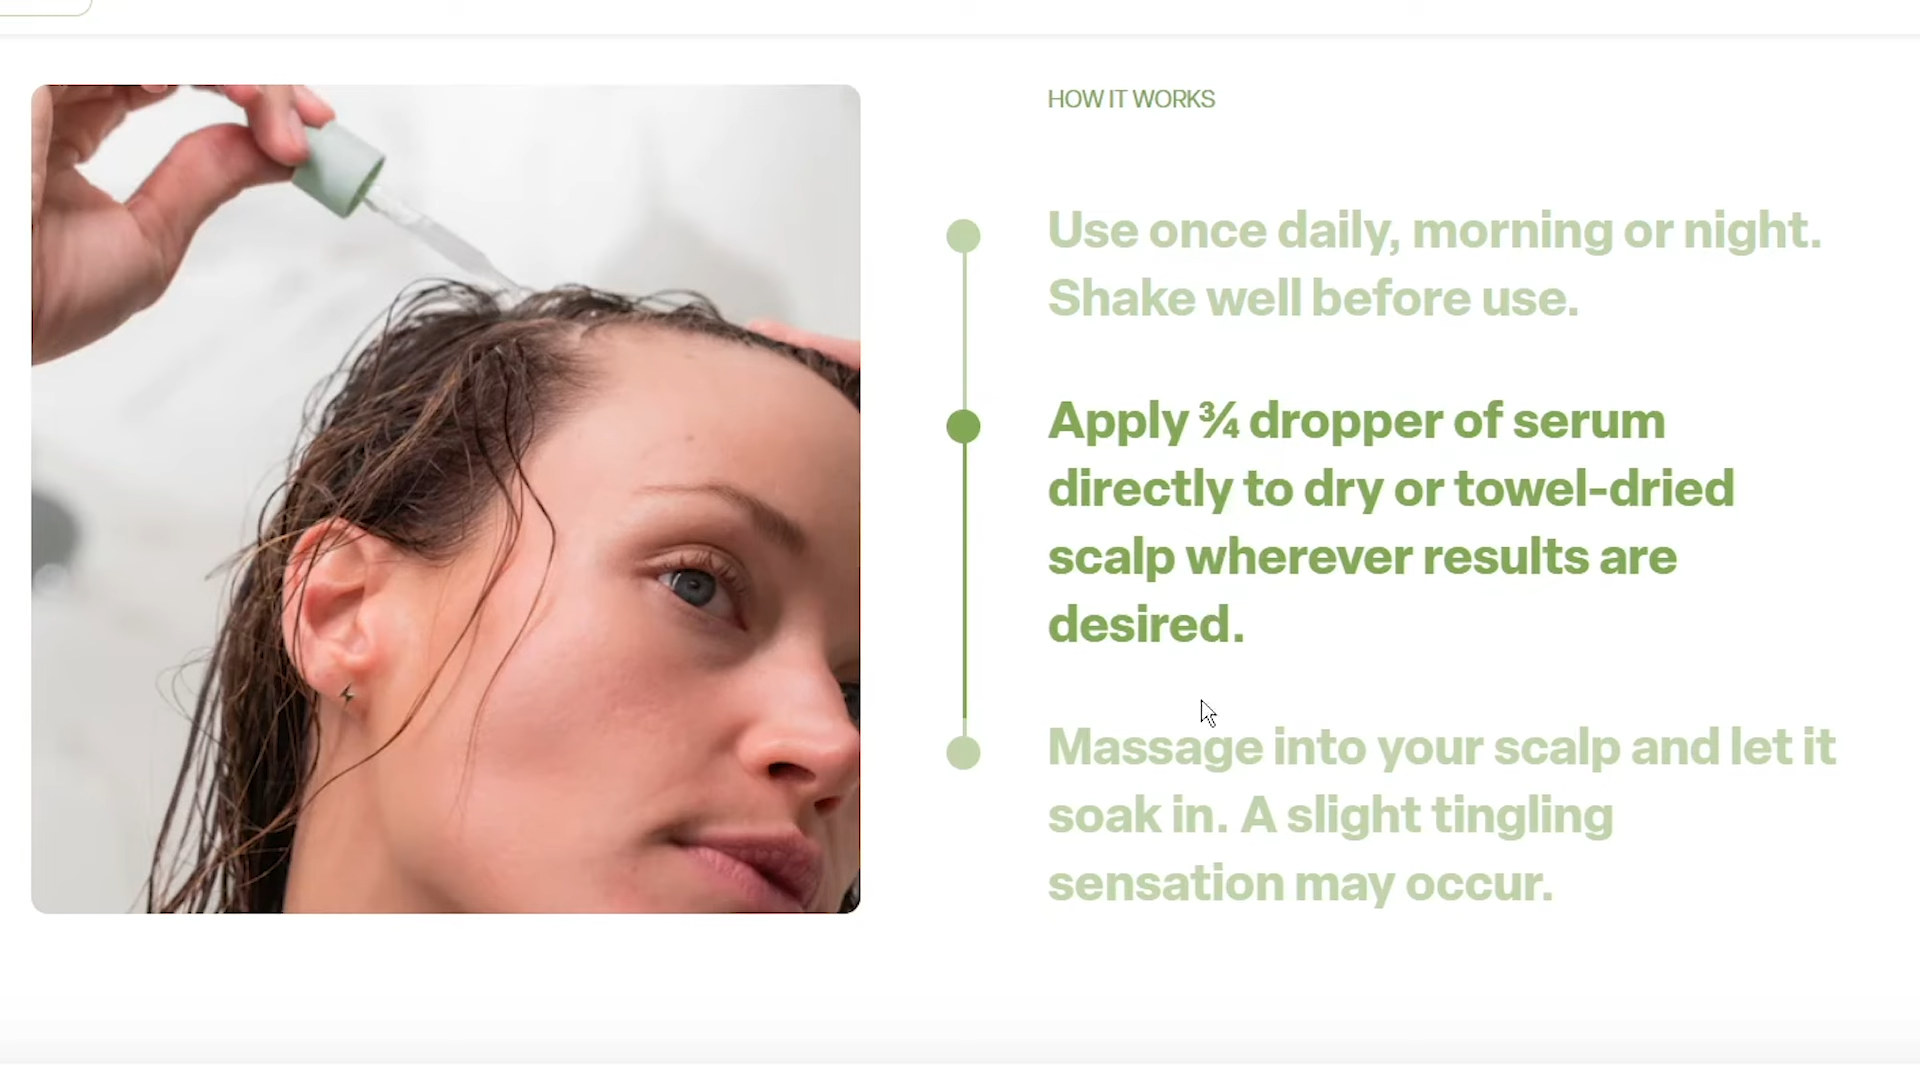 HOW IT WORKS
Use once daily, morning or night.
Shake well before use.
Apply ¾ dropper of serum
directly to dry or towel-dried
scalp wherever results are
desired.
Massage into your scalp and let it
soak in. A slight tingling
sensation may occur.